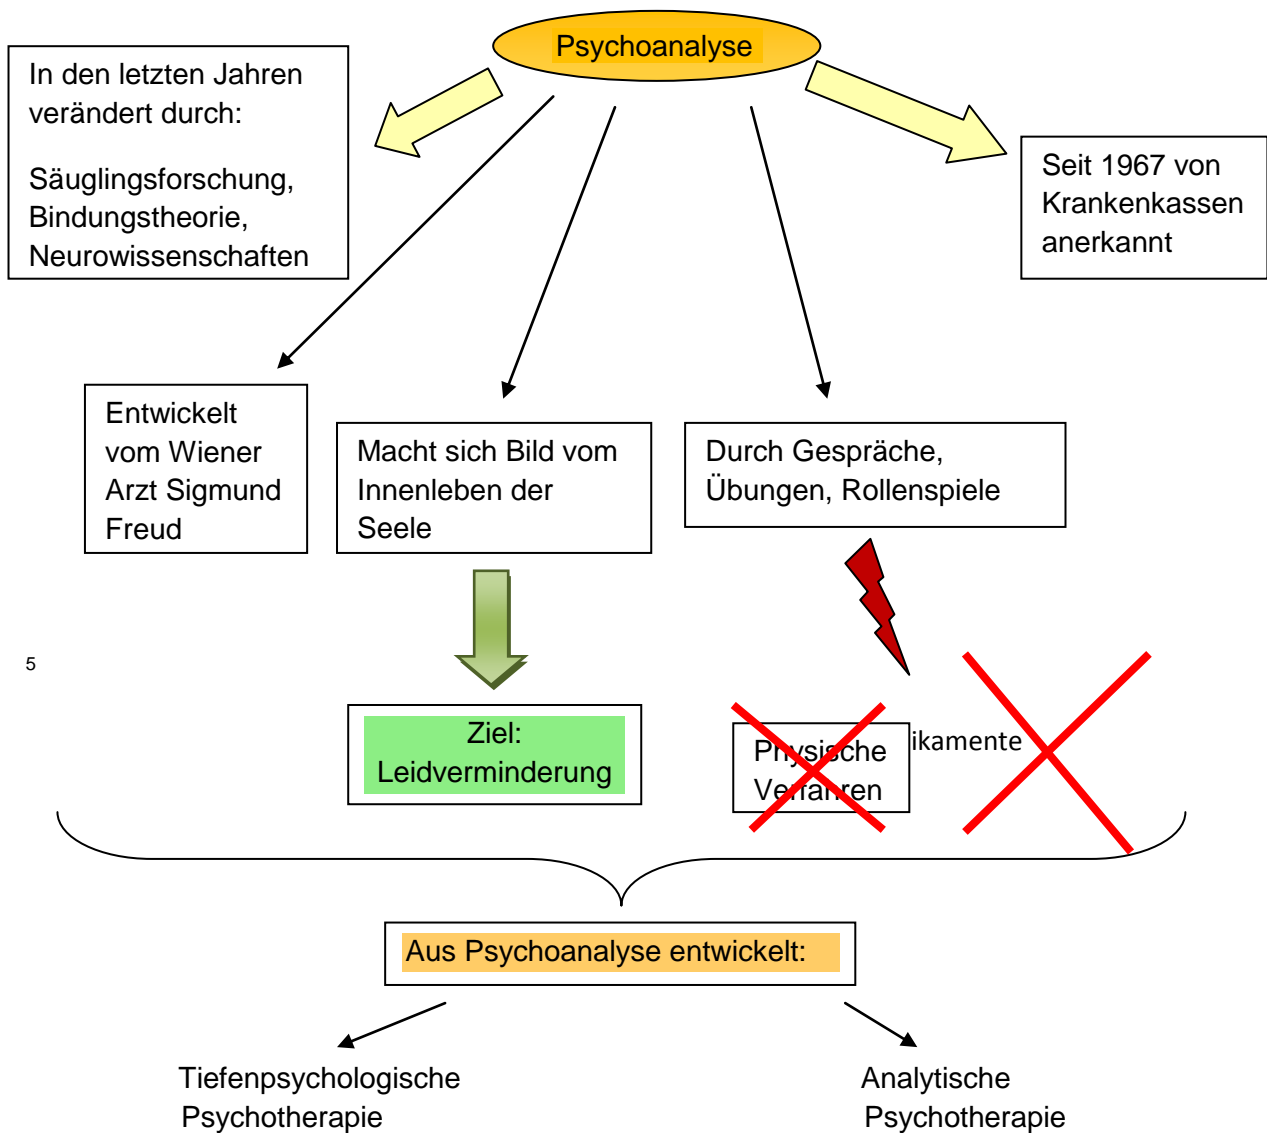 Psychoanalyse
In den letzten Jahren
verändert durch:
Säuglingsforschung,
Bindungstheorie,
Neurowissenschaften
Seit 1967 von
Krankenkassen
anerkannt
Entwickelt
vom Wiener
Arzt Sigmund
Freud
Macht sich Bild vom
Innenleben der
Seele
Durch Gespräche,
Übungen, Rollenspiele
5
Ziel:
Leidverminderung
Physische
Verfahren
ikamente
Aus Psychoanalyse entwickelt:
Tiefenpsychologische
Psychotherapie
Analytische
Psychotherapie